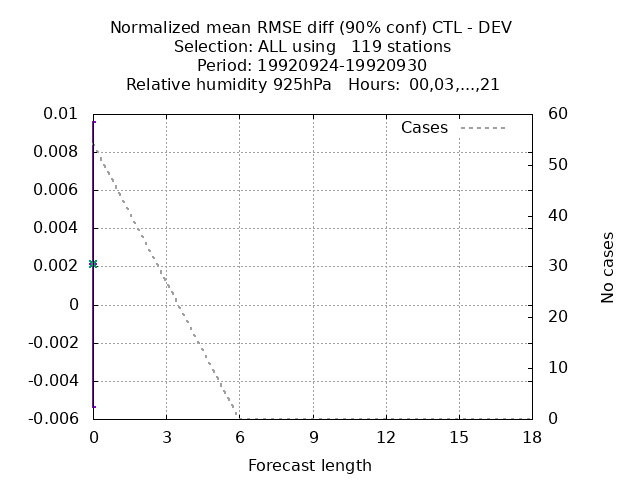 Normalized mean RMSE diff (90% conf) CTL - DEV
Selection: ALL using   119 stations
Period: 19920924-19920930
Relative humidity 925hPa   Hours:  00,03,...,21
Cases
0.01
0.008
0.006
0.004
0.002
0
-0.002
-0.004
-0.006
60
50
40
30
20
10
0
No cases
0 3 6 9 12 15 18
Forecast length